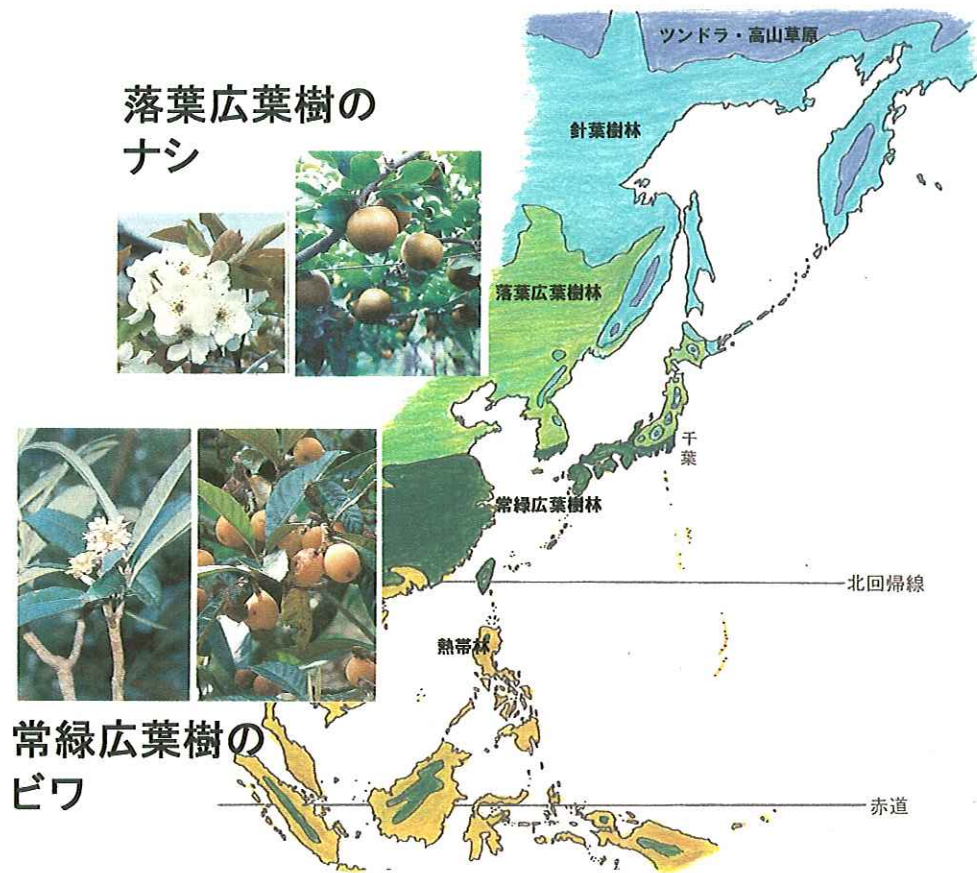 ツンドラ・高山草原
落葉広葉樹の
ナシ
針葉樹林
落葉広葉樹林
千葉
常緑広葉樹林
北回帰線
熱帯林
常緑広葉樹の
ビワ
赤道